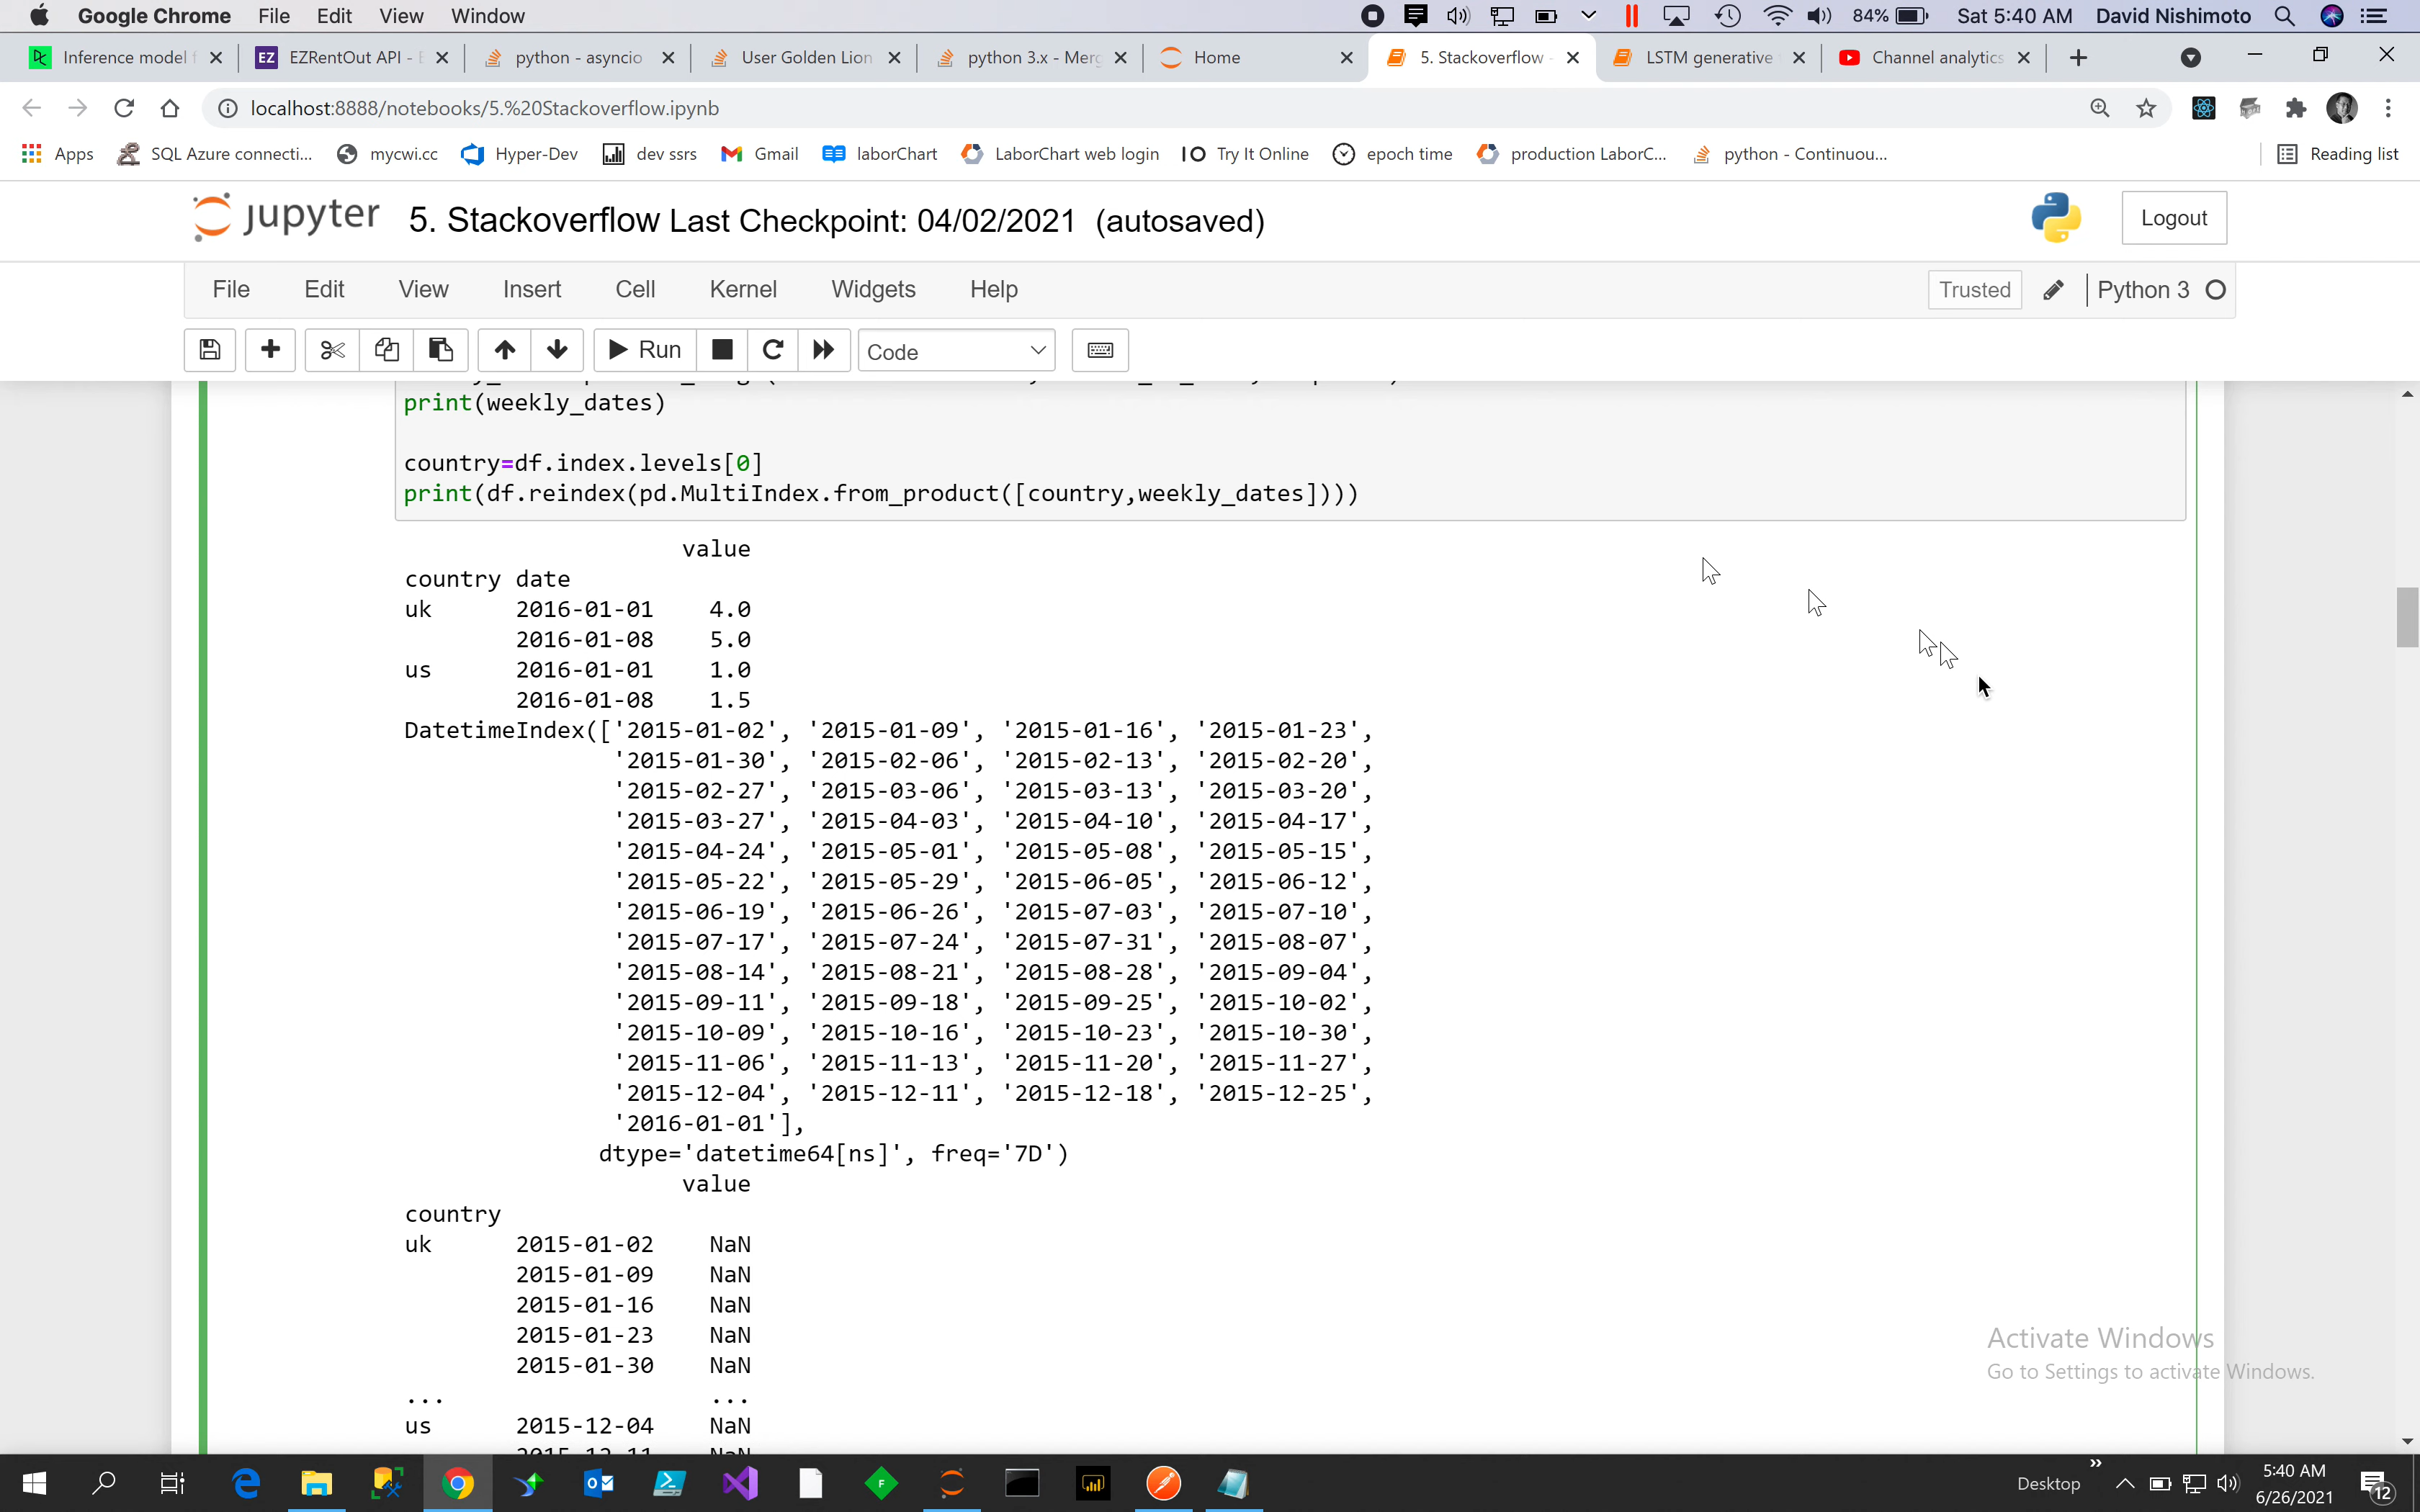 Google Chrome File Edit View Window 84% Sat 5:40 AM David Nishimoto
Inference model f EZ EZRentOut API - E python - asyncio User Golden Lion python 3.x - Merg Home 5. Stackoverflow - LSTM generative Channel analytics
localhost:8888/notebooks/5.%20Stackoverflow.ipynb
Apps SQL Azure connecti... mycwi.cc Hyper-Dev dev ssrs Gmail laborChart LaborChart web login Try It Online epoch time production LaborC... python - Continuou... Reading list
jupyter 5. Stackoverflow Last Checkpoint: 04/02/2021 (autosaved) Logout
File Edit View Insert Cell Kernel Widgets Help Trusted Python 3
Run Code
print(weekly_dates)
country=df.index.levels[0]
print(df.reindex(pd.MultiIndex.from_product([country,weekly_dates])))
value
country date
uk 2016-01-01 4.0
2016-01-08 5.0
us 2016-01-01 1.0
2016-01-08 1.5
DatetimeIndex(['2015-01-02', '2015-01-09', '2015-01-16', '2015-01-23',
'2015-01-30', '2015-02-06', '2015-02-13', '2015-02-20',
'2015-02-27', '2015-03-06', '2015-03-13', '2015-03-20',
'2015-03-27', '2015-04-03', '2015-04-10', '2015-04-17',
'2015-04-24', '2015-05-01', '2015-05-08', '2015-05-15',
'2015-05-22', '2015-05-29', '2015-06-05', '2015-06-12',
'2015-06-19', '2015-06-26', '2015-07-03', '2015-07-10',
'2015-07-17', '2015-07-24', '2015-07-31', '2015-08-07',
'2015-08-14', '2015-08-21', '2015-08-28', '2015-09-04',
'2015-09-11', '2015-09-18', '2015-09-25', '2015-10-02',
'2015-10-09', '2015-10-16', '2015-10-23', '2015-10-30',
'2015-11-06', '2015-11-13', '2015-11-20', '2015-11-27',
'2015-12-04', '2015-12-11', '2015-12-18', '2015-12-25',
'2016-01-01'],
dtype='datetime64[ns]', freq='7D')
value
country
uk 2015-01-02 NaN
2015-01-09 NaN
2015-01-16 NaN
2015-01-23 NaN
2015-01-30 NaN
... ...
us 2015-12-04 NaN
2015-12-11 NaN
Activate Windows
Go to Settings to activate Windows.
Desktop 5:40 AM
6/26/2021 12